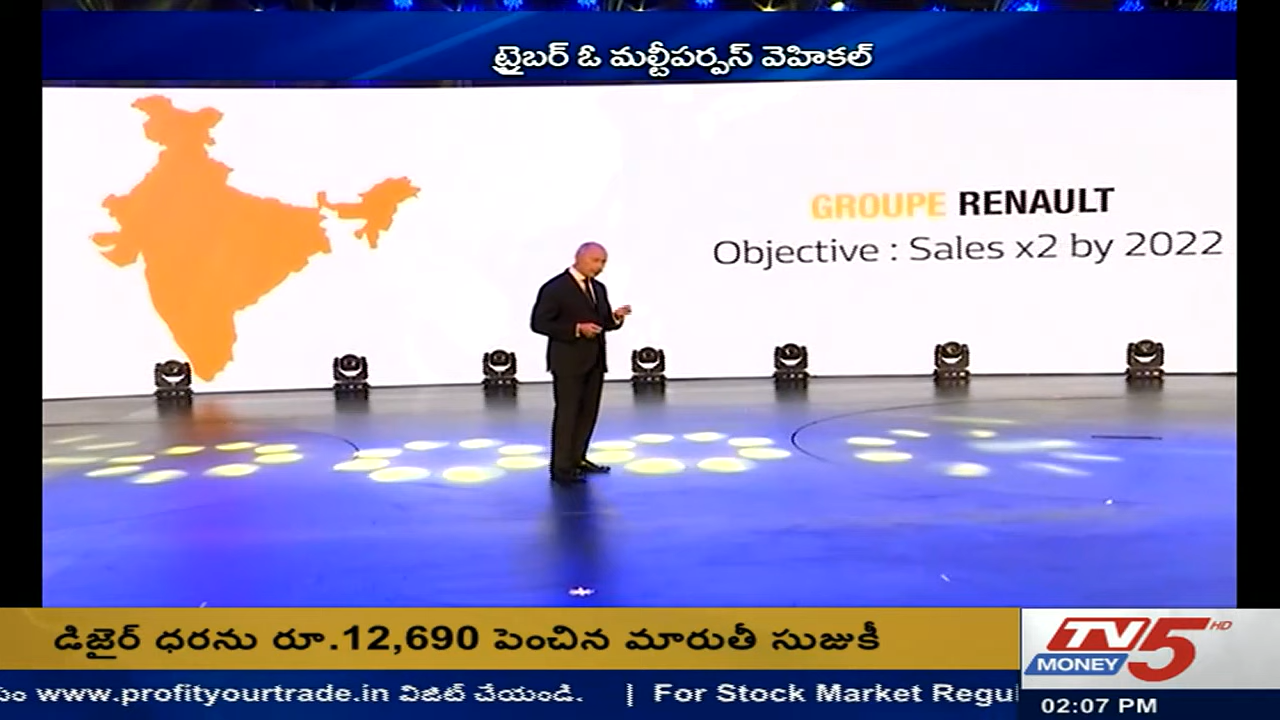 ట్రైబర్ ఓ మల్టీపర్పస్ వెహికల్
GROUPE RENAULT
Objective : Sales x2 by 2022
డిజైర్ ధరను రూ.12,690 పెంచిన మారుతీ సుజుకీ
TV5 HD
MONEY
www.profityourtrade.in విజిట్ చేయండి. | For Stock Market Regu
02:07 PM